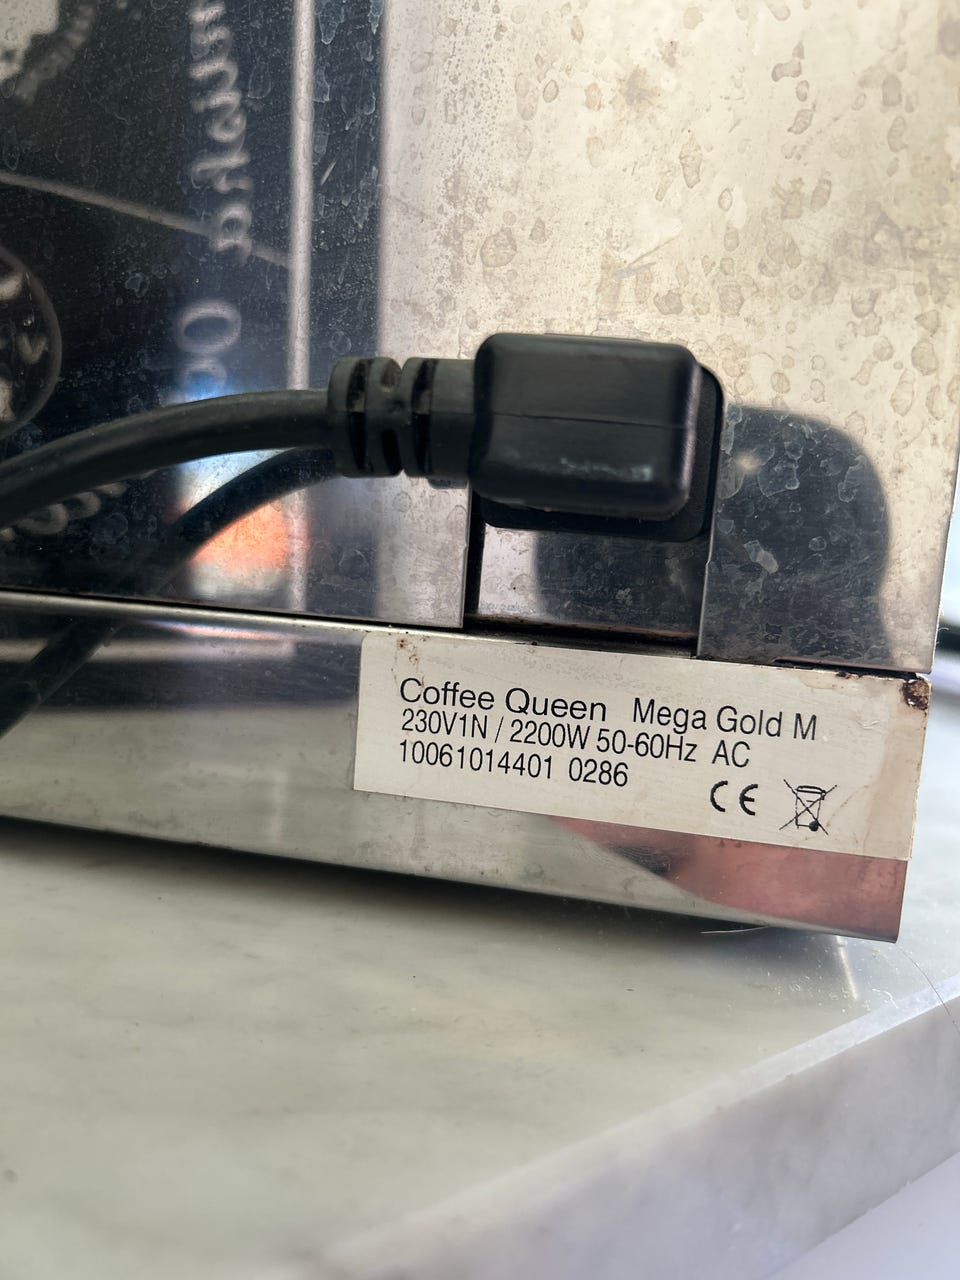 Coffee Queen Mega Gold M
230V1N / 2200W 50-60Hz AC
10061014401 0286
CE